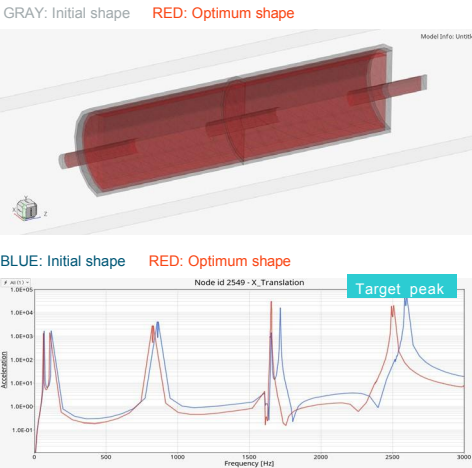 GRAY: Initial shape RED: Optimum shape
Model Info: Untitl
Y
X
Z
BLUE: Initial shape RED: Optimum shape
Node id 2549 - X_Translation
Target peak
1.0E+05
1.0E+04
1.0E+03
1.0E+02
1.0E+01
1.0E+00
1.0E-01
Acceleration
0 500 1000 1500 2000 2500 3000
Frequency [Hz]